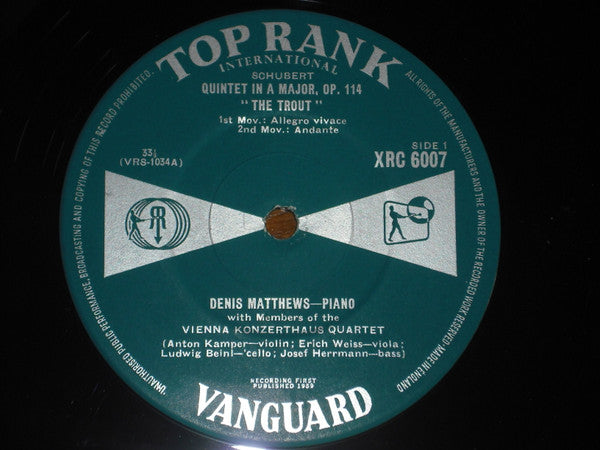 TOP RANK
INTERNATIONAL
SCHUBERT
QUINTET IN A MAJOR, OP. 114
"THE TROUT"
1st Mov.: Allegro vivace
2nd Mov.: Andante
33⅓
(VRS-1034A)
SIDE 1
XRC 6007
DENIS MATTHEWS—PIANO
with Members of the
VIENNA KONZERTHAUS QUARTET
(Anton Kamper—violin; Erich Weiss—viola;
Ludwig Beinl—'cello; Josef Herrmann—bass)
RECORDING FIRST
PUBLISHED 1959
VANGUARD
ALL RIGHTS OF THE MANUFACTURERS AND THE OWNER OF THE RECORDED WORK RESERVED·MADE IN ENGLAND
UNAUTHORISED PUBLIC PERFORMANCE, BROADCASTING AND COPYING OF THIS RECORD PROHIBITED.